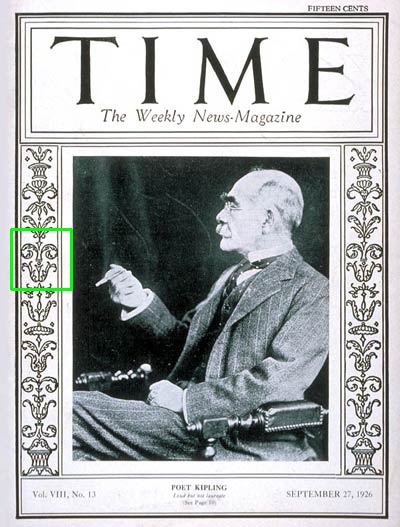 FIFTEEN CENTS
TIME
The Weekly News-Magazine
POET KIPLING
Loud but not laureate
(See Page 10)
Vol. VIII, No. 13
SEPTEMBER 27, 1926